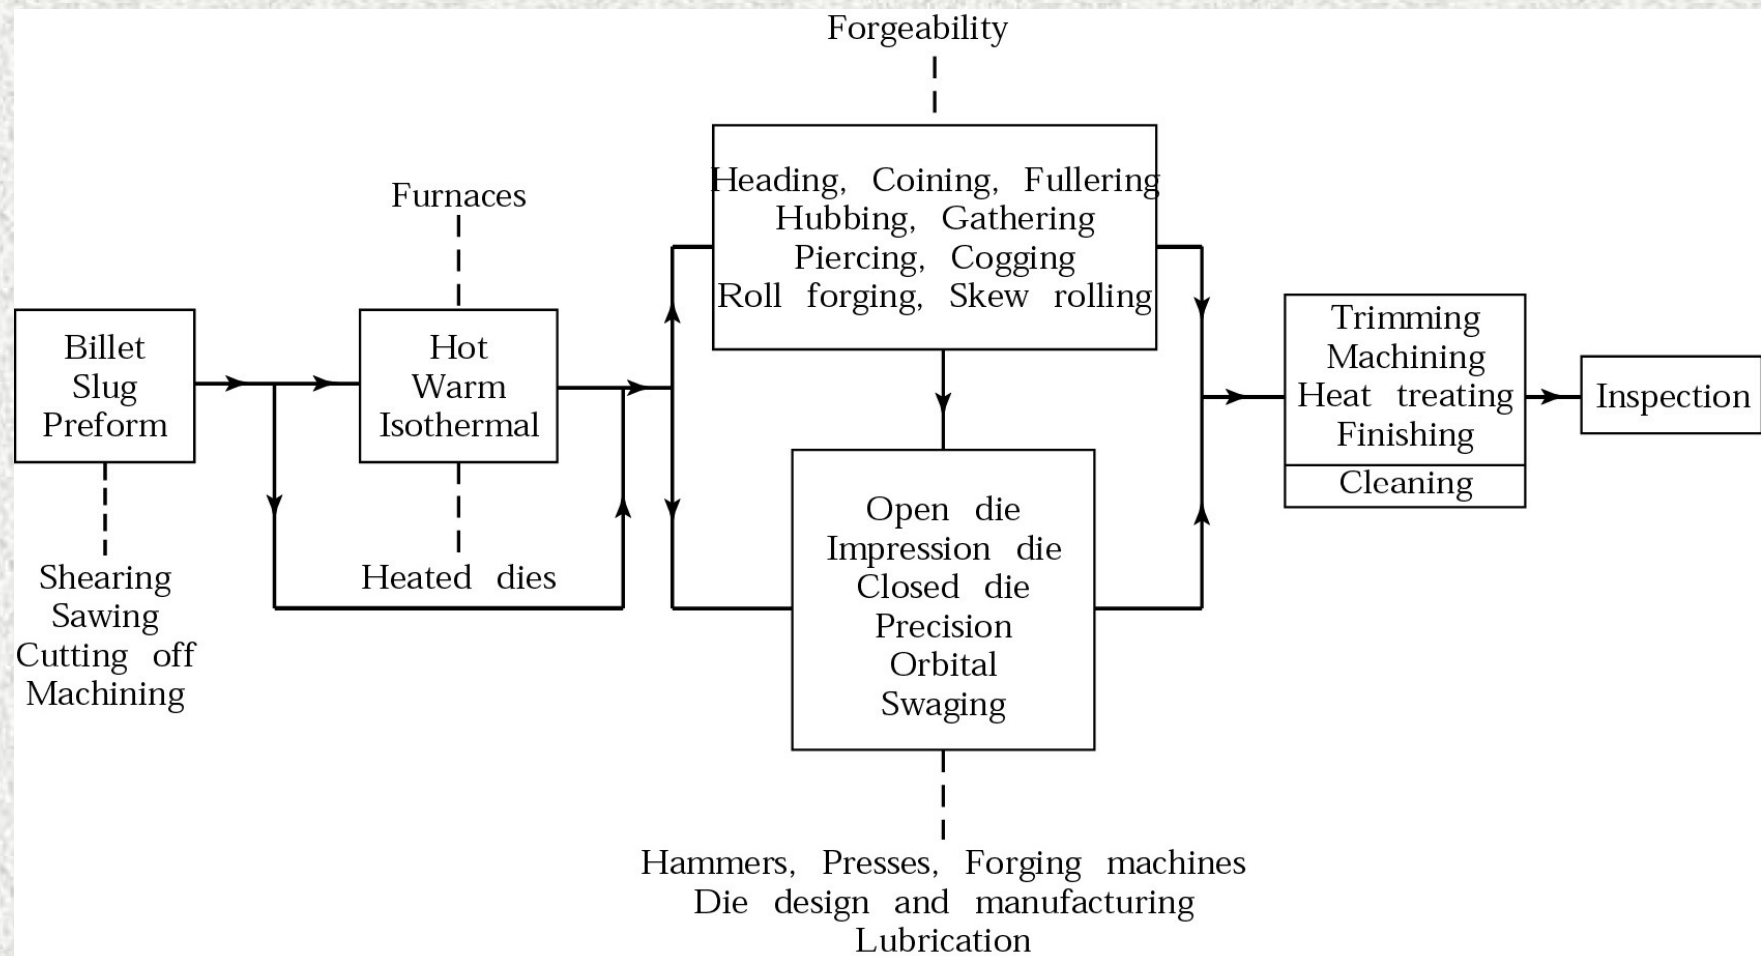 Forgeability
Heading, Coining, Fullering
Hubbing, Gathering
Piercing, Cogging
Roll forging, Skew rolling
Furnaces
Billet
Slug
Preform
Hot
Warm
Isothermal
Shearing
Sawing
Cutting off
Machining
Heated dies
Open die
Impression die
Closed die
Precision
Orbital
Swaging
Hammers, Presses, Forging machines
Die design and manufacturing
Lubrication
Trimming
Machining
Heat treating
Finishing
Cleaning
Inspection